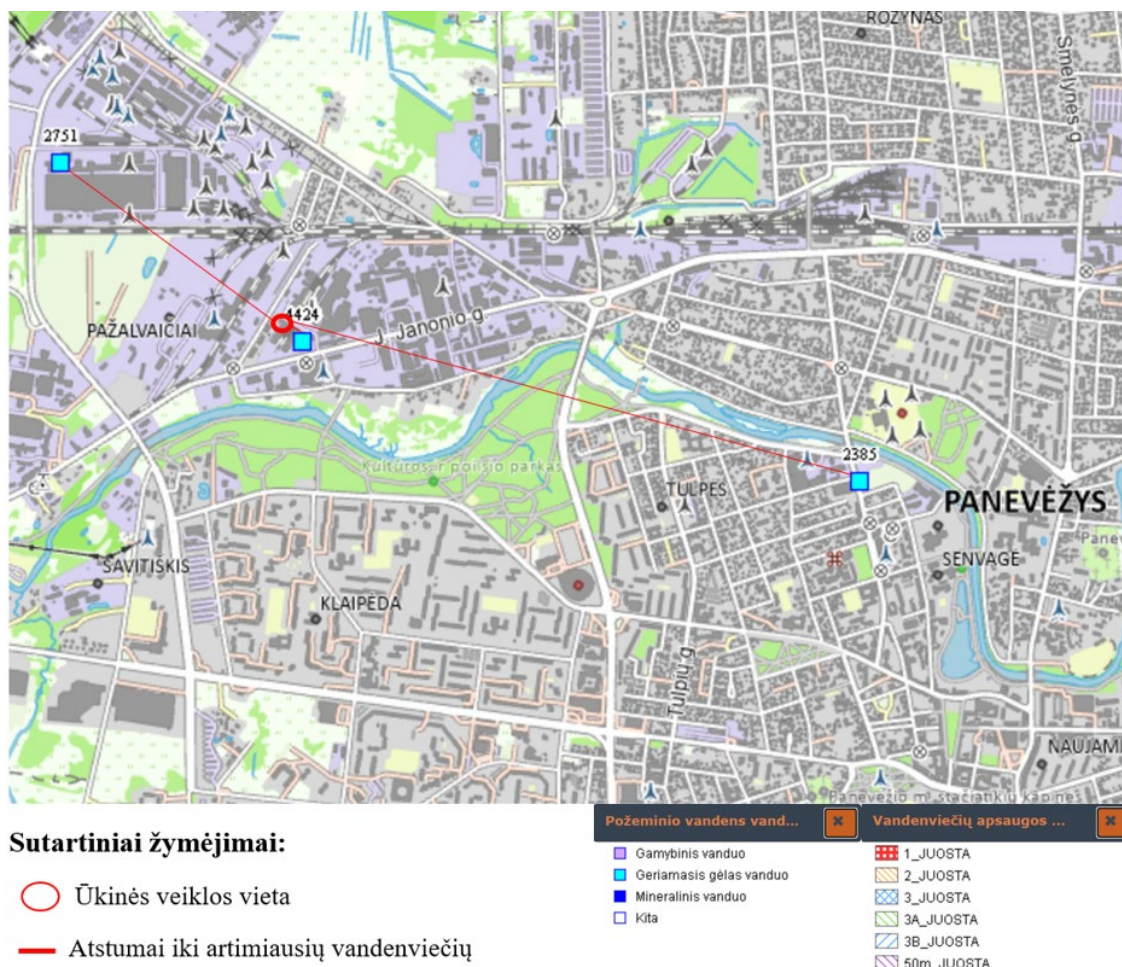 ROŽYNAS
Smėlynės g
2751
4424
PAŽALVAIČIAI
J. Janonio g
Kultūros ir poilsio parkas
2385
TULPĖS
PANEVĖŽYS
SAVITIŠKIS
SENVAGĖ
KLAIPĖDA
Tulpių g
NAUJAMI
Panevėžio m. stačiatikių kapinės
Sutartiniai žymėjimai:
Ūkinės veiklos vieta
Atstumai iki artimiausių vandenviečių
Požeminio vandens vand...
Gamybinis vanduo
Geriamasis gėlas vanduo
Mineralinis vanduo
Kita
Vandenviečių apsaugos ...
1_JUOSTA
2_JUOSTA
3_JUOSTA
3A_JUOSTA
3B_JUOSTA
50m_JUOSTA